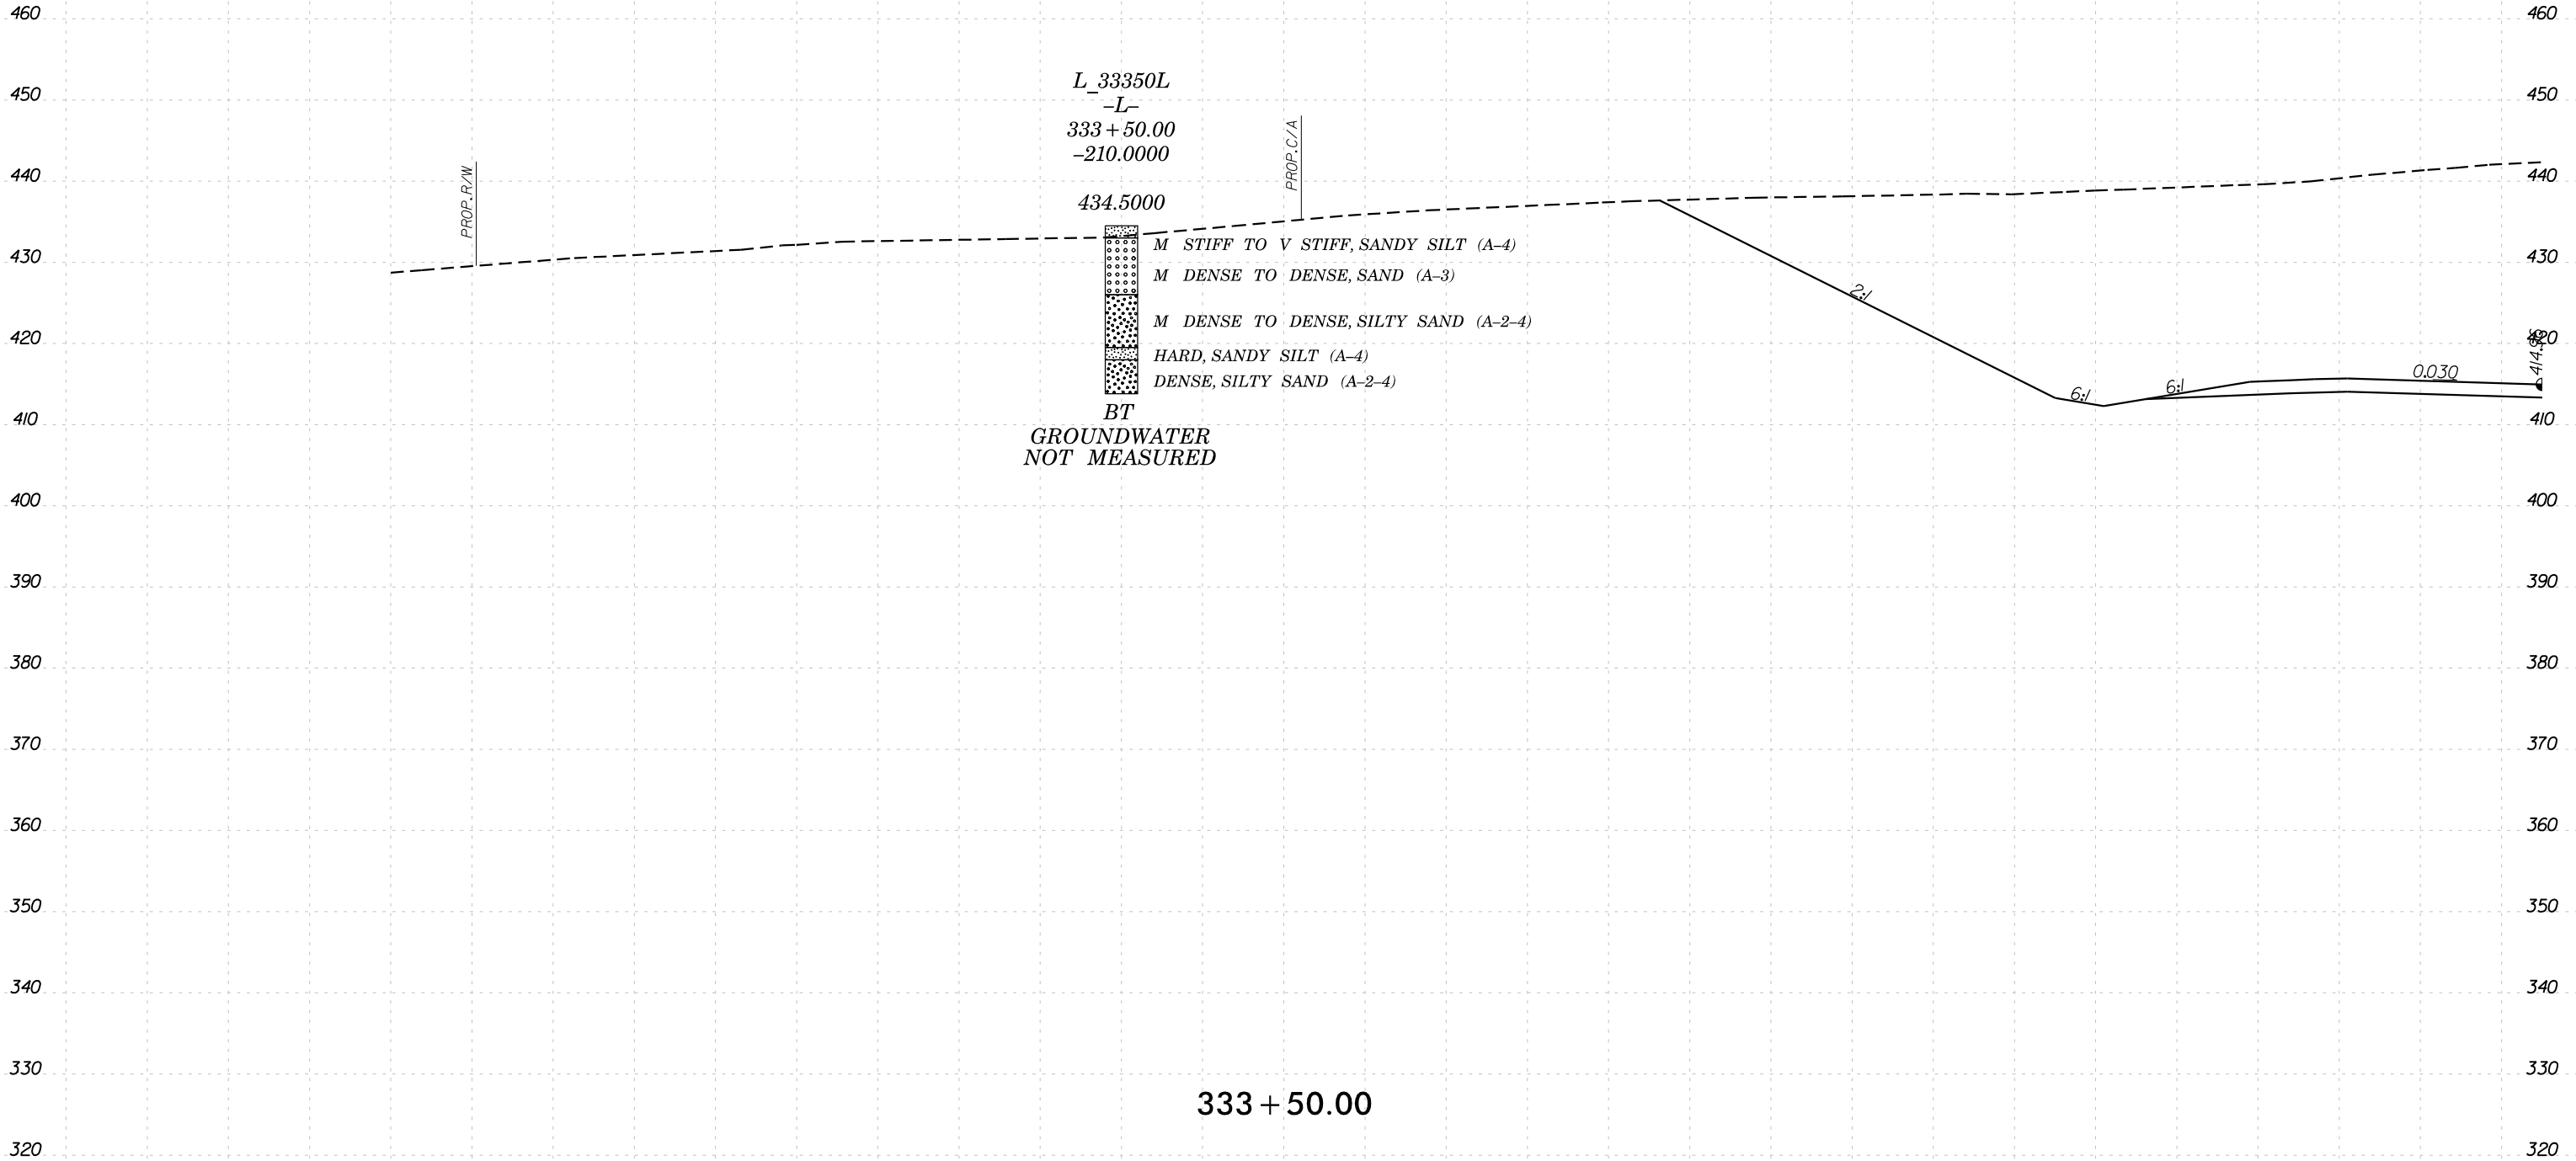 460 460
450 450
L_33350L
–L–
333+50.00
–210.0000
PROP. C/A
PROP. R/W
440 440
434.5000
M STIFF TO V STIFF, SANDY SILT (A–4)
430 430
M DENSE TO DENSE, SAND (A–3)
2:1
M DENSE TO DENSE, SILTY SAND (A–2–4)
420 420
HARD, SANDY SILT (A–4)
0.030
DENSE, SILTY SAND (A–2–4)
6:1 6:1
BT
410 410
GROUNDWATER
NOT MEASURED
400 400
390 390
380 380
370 370
360 360
350 350
340 340
330 330
333+50.00
320 320